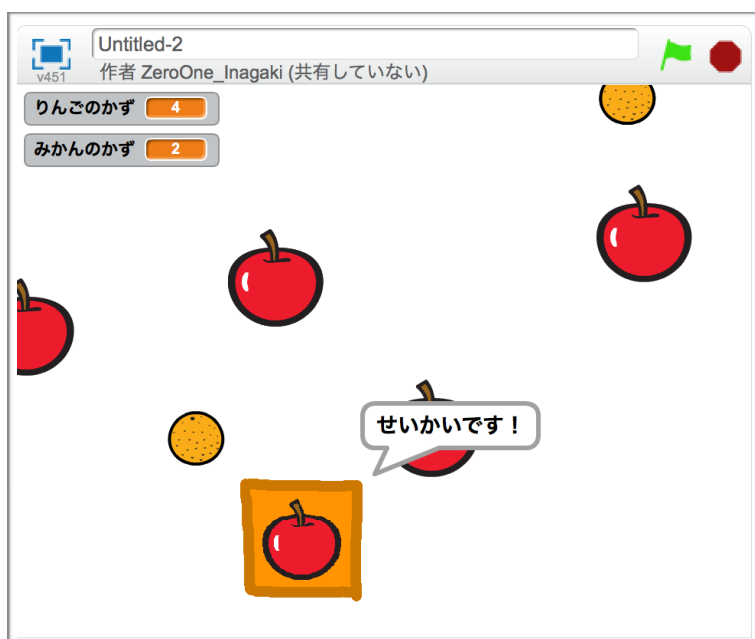 Untitled-2
v451
作者 ZeroOne_Inagaki (共有していない)
りんごのかず 4
みかんのかず 2
せいかいです！